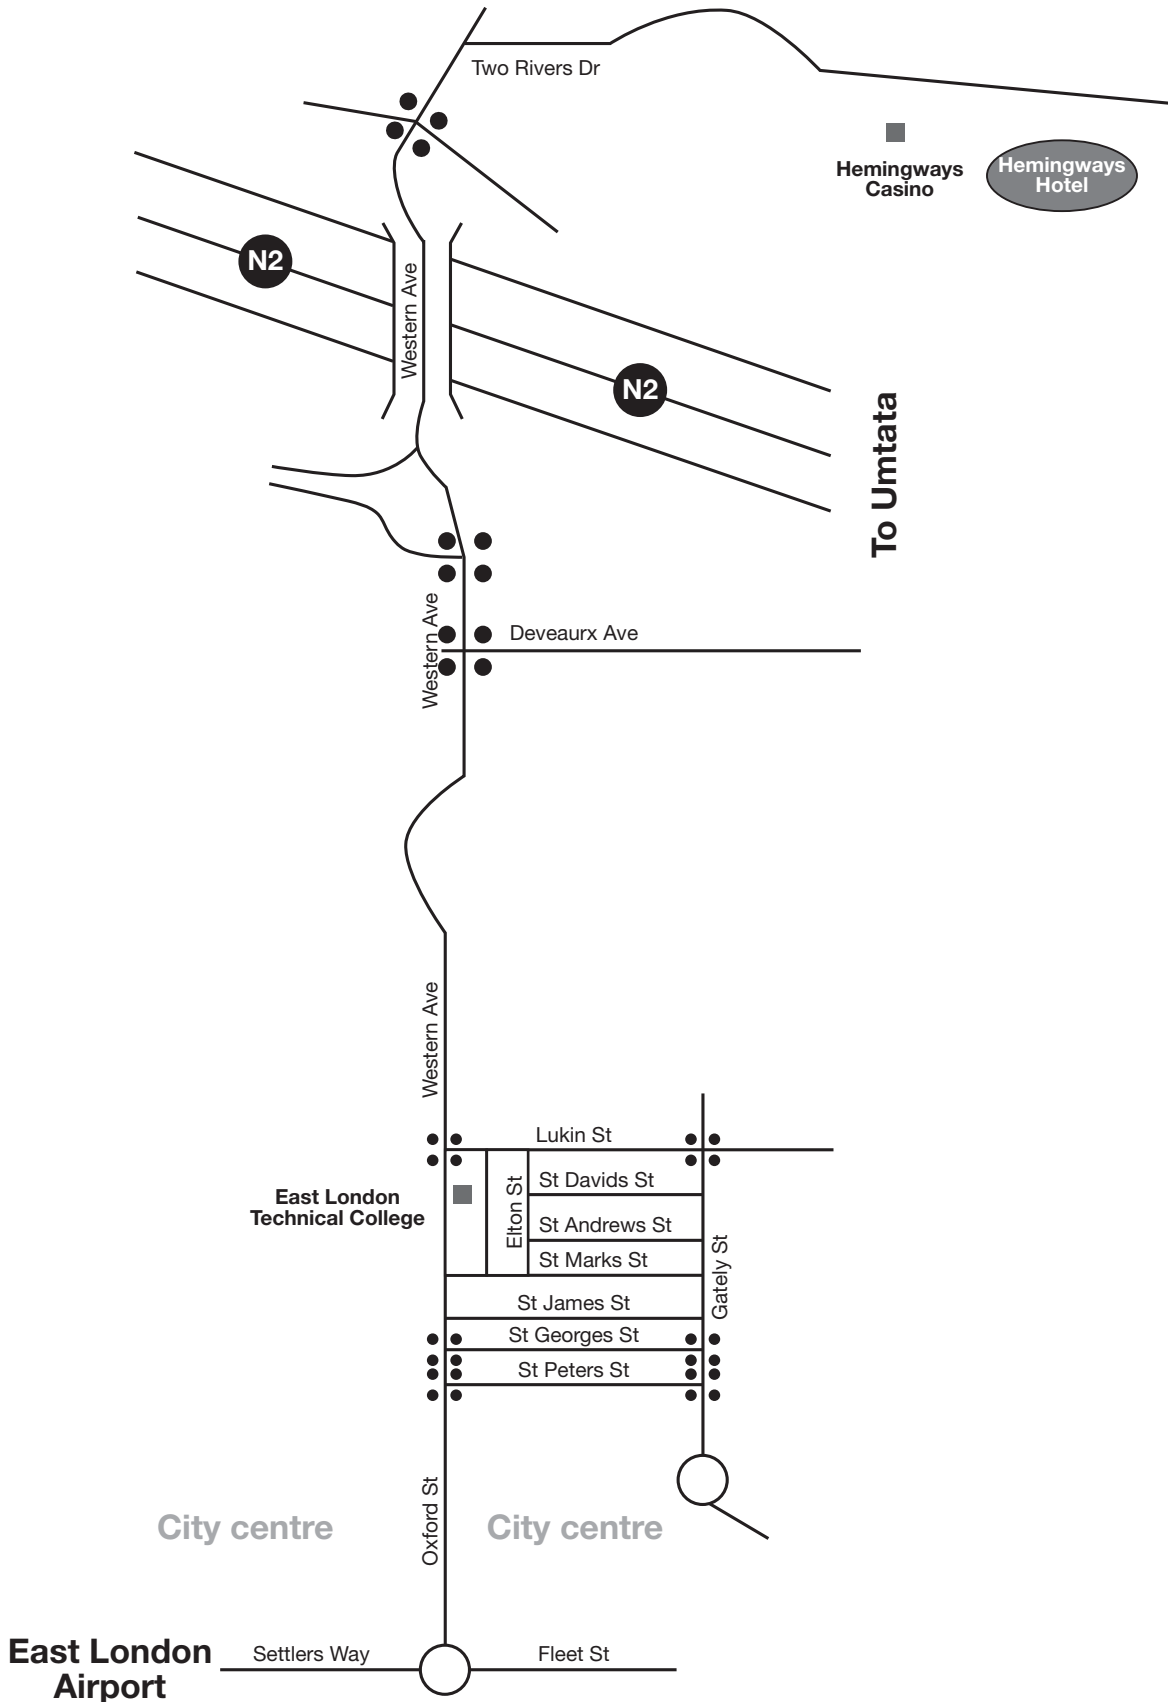 Two Rivers Dr
Hemingways
Casino
Hemingways
Hotel
N2
Western Ave
N2
To Umtata
Western Ave
Deveaurx Ave
Western Ave
Lukin St
East London
Technical College
Elton St
St Davids St
St Andrews St
St Marks St
Gately St
St James St
St Georges St
St Peters St
Oxford St
City centre
City centre
East London
Airport
Settlers Way
Fleet St